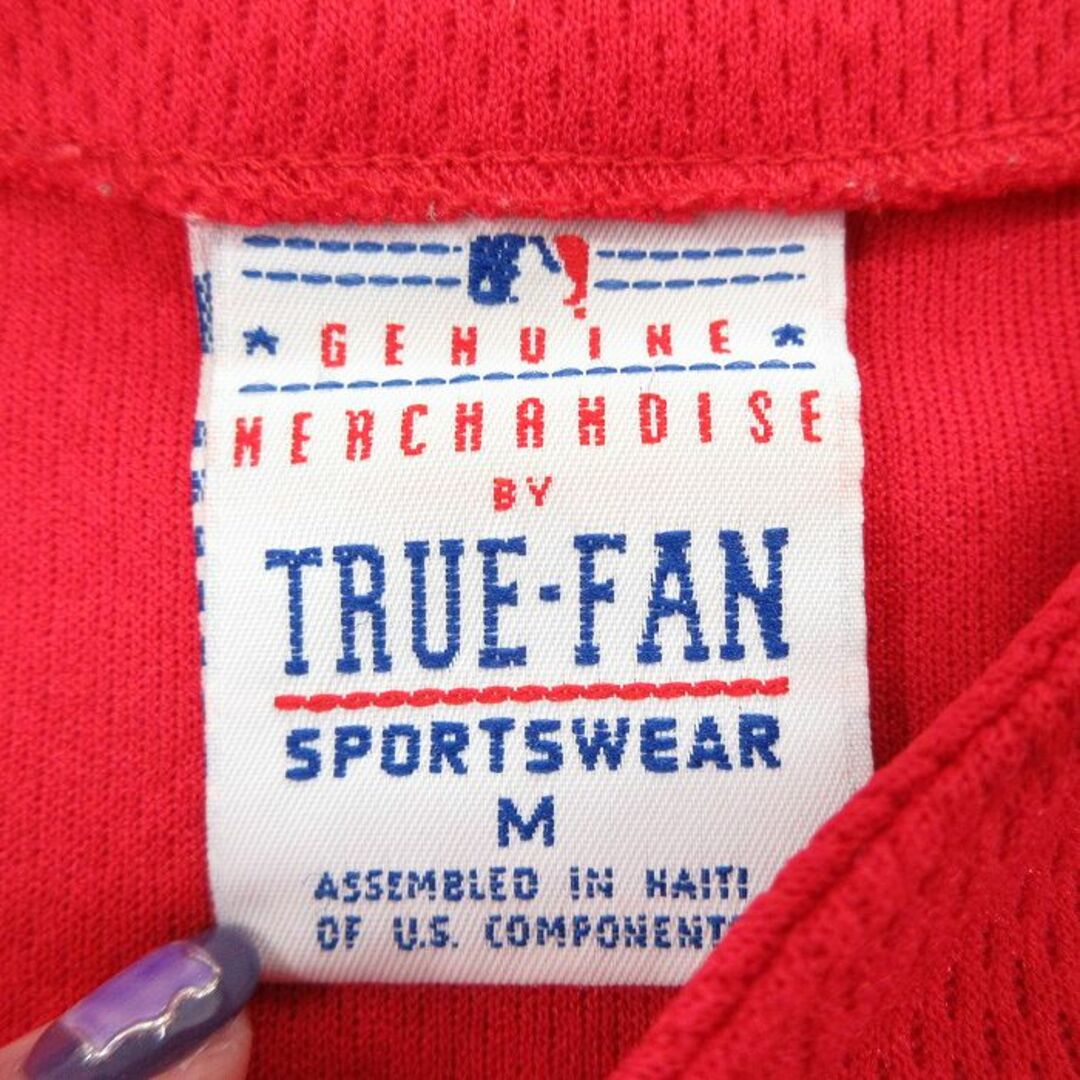 GENUINE
MERCHANDISE
BY
TRUE-FAN
SPORTSWEAR
M
ASSEMBLED IN HAITI
OF U.S. COMPONENTS